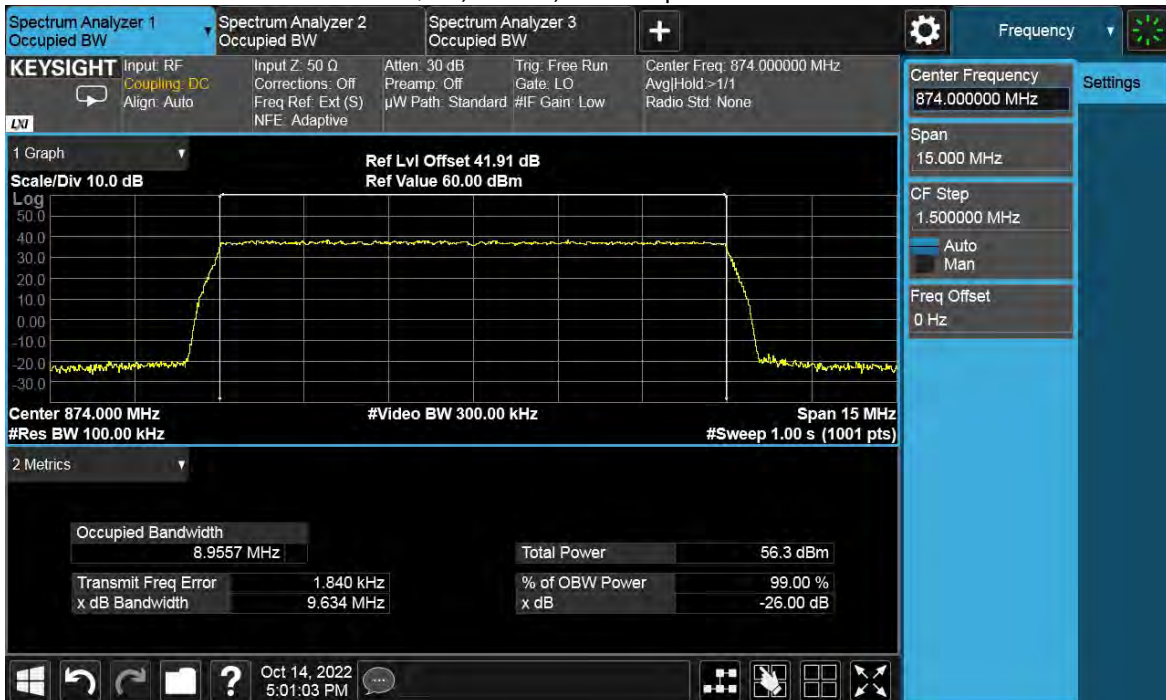 Spectrum Analyzer 1
Occupied BW
Spectrum Analyzer 2
Occupied BW
Spectrum Analyzer 3
Occupied BW
Frequency
KEYSIGHT
LXI
Input: RF
Coupling: DC
Align: Auto
Input Z: 50 Ω
Corrections: Off
Freq Ref: Ext (S)
NFE: Adaptive
Atten: 30 dB
Preamp: Off
µW Path: Standard
Trig: Free Run
Gate: LO
#IF Gain: Low
Center Freq: 874.000000 MHz
Avg|Hold:>1/1
Radio Std: None
Center Frequency
874.000000 MHz
Settings
Span
15.000 MHz
CF Step
1.500000 MHz
Auto
Man
Freq Offset
0 Hz
1 Graph
Scale/Div 10.0 dB
Ref Lvl Offset 41.91 dB
Ref Value 60.00 dBm
Log
50.0
40.0
30.0
20.0
10.0
0.00
-10.0
-20.0
-30.0
Center 874.000 MHz
#Res BW 100.00 kHz
#Video BW 300.00 kHz
Span 15 MHz
#Sweep 1.00 s (1001 pts)
2 Metrics
Occupied Bandwidth
8.9557 MHz
Total Power 56.3 dBm
Transmit Freq Error 1.840 kHz
% of OBW Power 99.00 %
x dB Bandwidth 9.634 MHz
x dB -26.00 dB
?
Oct 14, 2022
5:01:03 PM